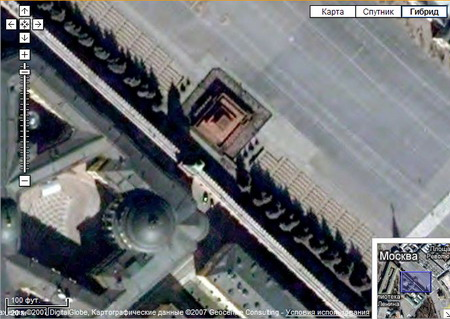 Карта Спутник Гибрид
Москва
100 фут.
©2007 DigitalGlobe, Картографические данные ©2007 Geocentre Consulting - Условия использования